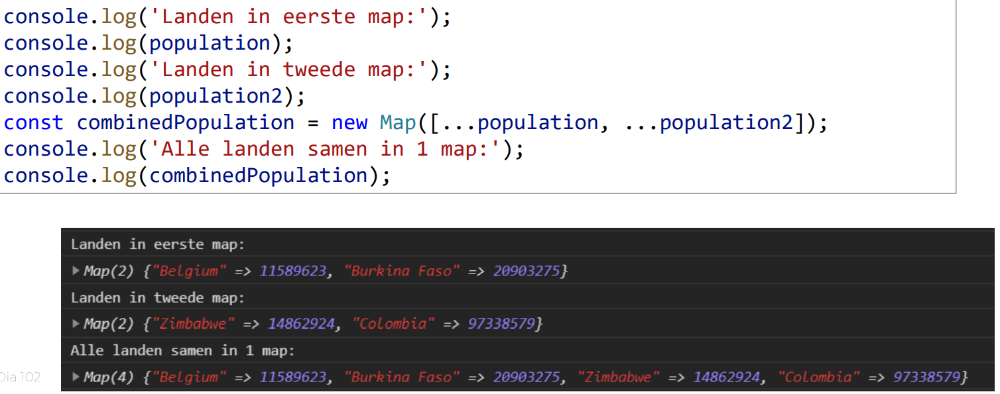 console.log('Landen in eerste map:');
console.log(population);
console.log('Landen in tweede map:');
console.log(population2);
const combinedPopulation = new Map([...population, ...population2]);
console.log('Alle landen samen in 1 map:');
console.log(combinedPopulation);
Landen in eerste map:
▶ Map(2) {"Belgium" => 11589623, "Burkina Faso" => 20903275}
Landen in tweede map:
▶ Map(2) {"Zimbabwe" => 14862924, "Colombia" => 97338579}
Alle landen samen in 1 map:
▶ Map(4) {"Belgium" => 11589623, "Burkina Faso" => 20903275, "Zimbabwe" => 14862924, "Colombia" => 97338579}
Dia 102